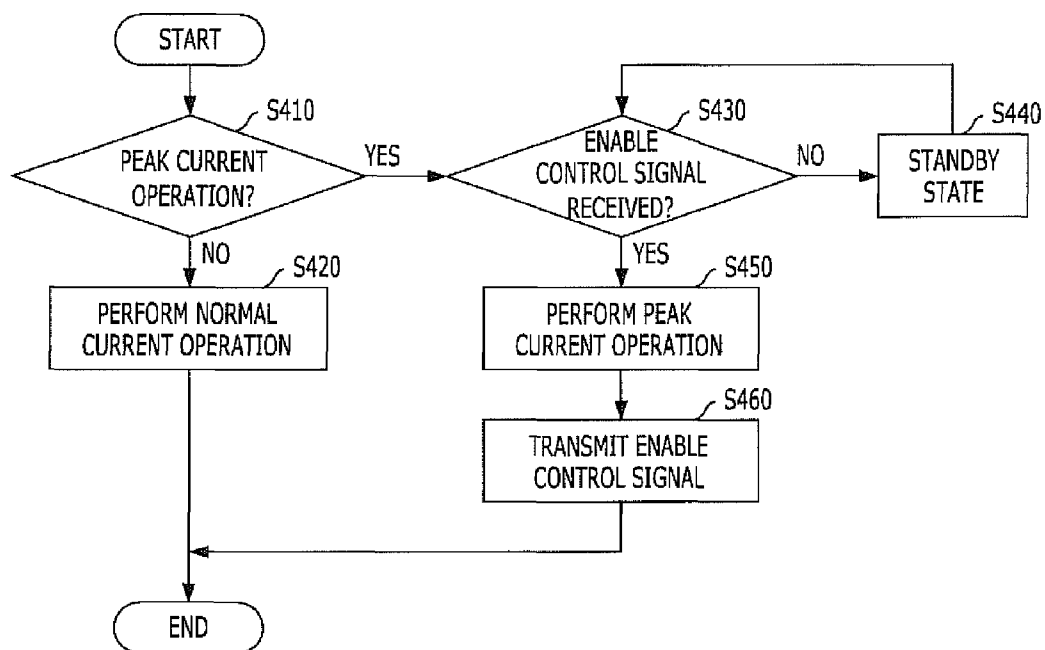 START
S410
PEAK CURRENT
OPERATION?
YES
NO
S420
PERFORM NORMAL
CURRENT OPERATION
S430
ENABLE
CONTROL SIGNAL
RECEIVED?
NO
S440
STANDBY
STATE
YES
S450
PERFORM PEAK
CURRENT OPERATION
S460
TRANSMIT ENABLE
CONTROL SIGNAL
END